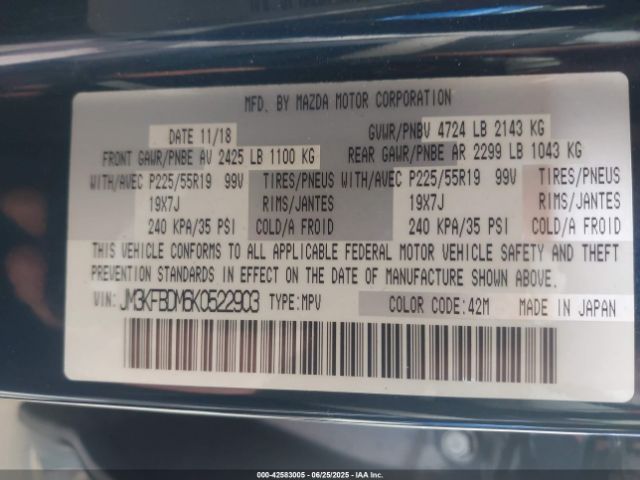 MFD. BY MAZDA MOTOR CORPORATION
DATE 11/18 GVWR/PNBV 4724 LB 2143 KG
FRONT GAWR/PNBE AV 2425 LB 1100 KG REAR GAWR/PNBE AR 2299 LB 1043 KG
WITH/AVEC P225/55R19 99V TIRES/PNEUS WITH/AVEC P225/55R19 99V TIRES/PNEUS
19X7J RIMS/JANTES 19X7J RIMS/JANTES
240 KPA/35 PSI COLD/A FROID 240 KPA/35 PSI COLD/A FROID
THIS VEHICLE CONFORMS TO ALL APPLICABLE FEDERAL MOTOR VEHICLE SAFETY AND THEFT
PREVENTION STANDARDS IN EFFECT ON THE DATE OF MANUFACTURE SHOWN ABOVE.
VIN: JM3KFBDM6K0522903 TYPE:MPV COLOR CODE:42M MADE IN JAPAN
000-42583005 | 06/25/2025 | IAA Inc.